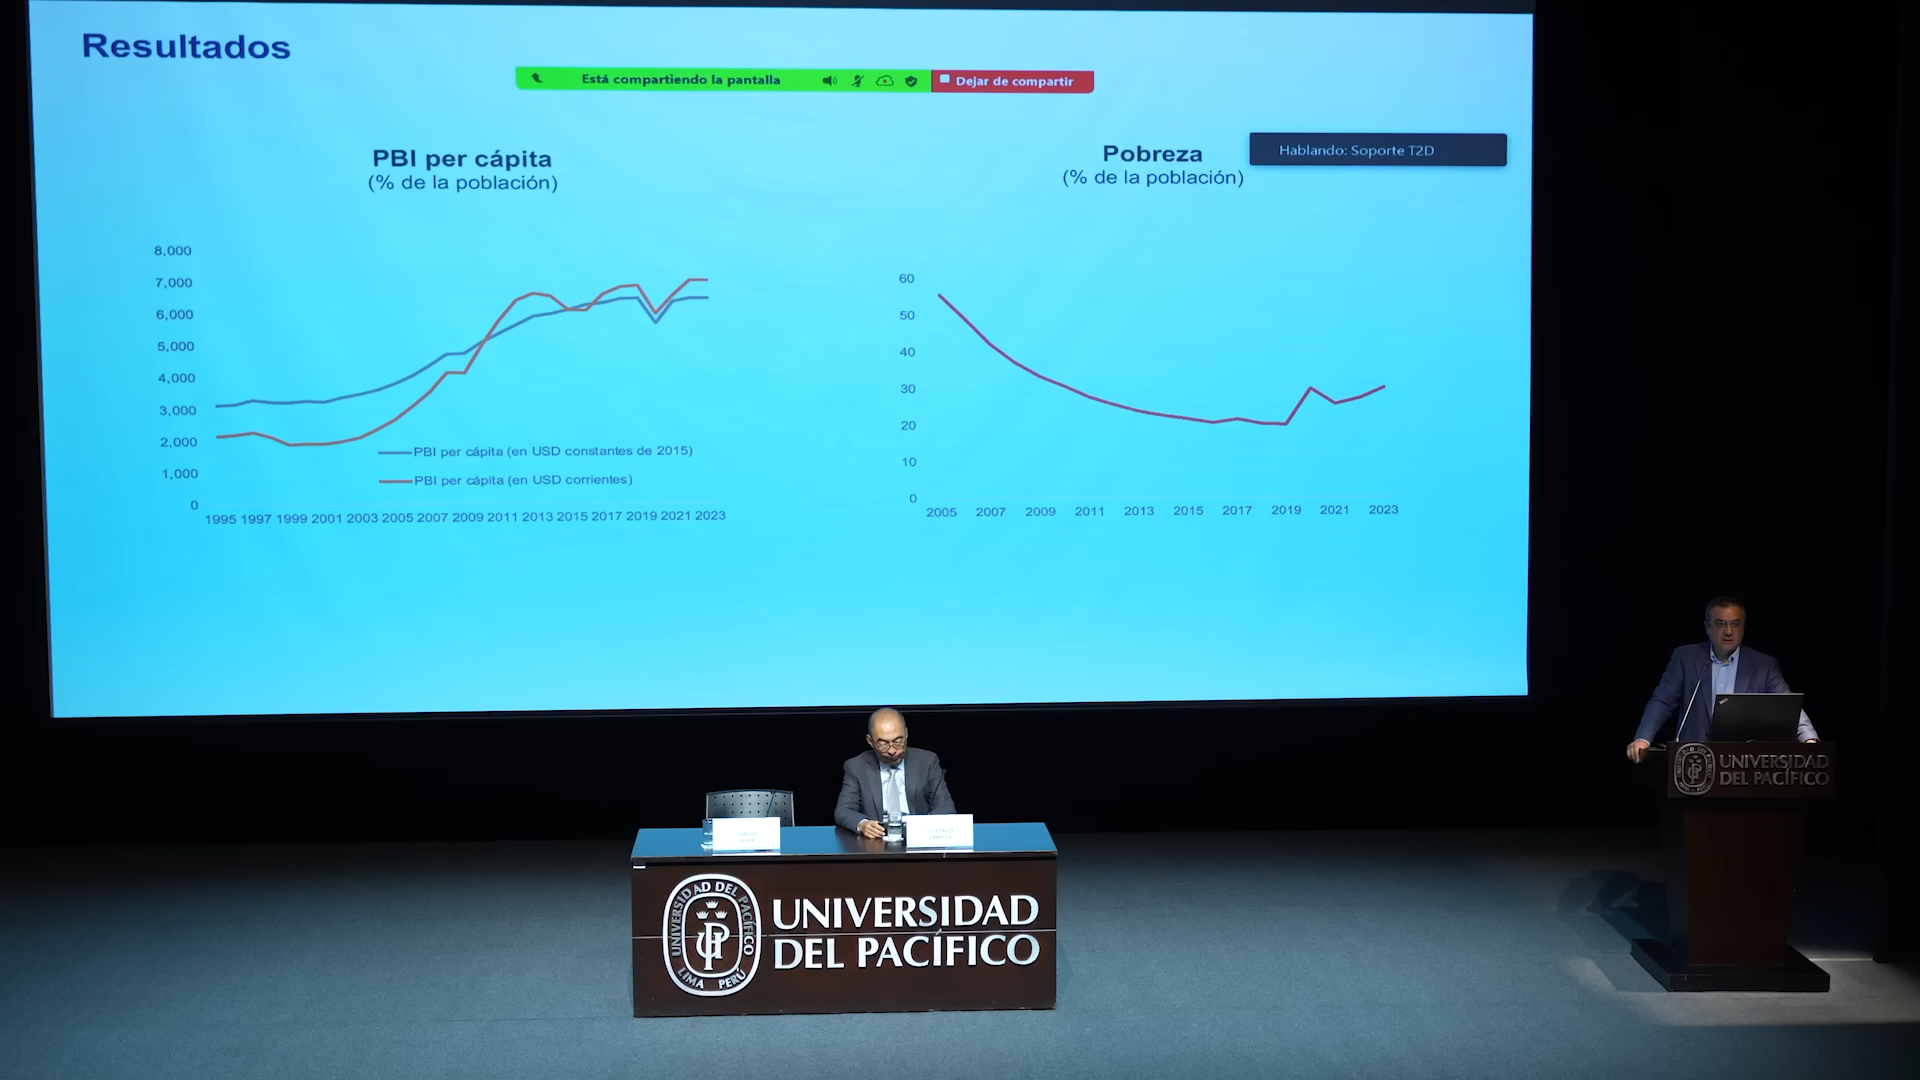 Resultados
Está compartiendo la pantalla
Dejar de compartir
PBI per cápita
(% de la población)
Pobreza
(% de la población)
Hablando: Soporte T2D
8,000
7,000
6,000
5,000
4,000
3,000
2,000
1,000
0
PBI per cápita (en USD constantes de 2015)
PBI per cápita (en USD corrientes)
1995 1997 1999 2001 2003 2005 2007 2009 2011 2013 2015 2017 2019 2021 2023
60
50
40
30
20
10
0
2005 2007 2009 2011 2013 2015 2017 2019 2021 2023
UNIVERSIDAD
DEL PACÍFICO
UNIVERSIDAD DEL PACÍFICO
LIMA PERÚ
UNIVERSIDAD
DEL PACÍFICO